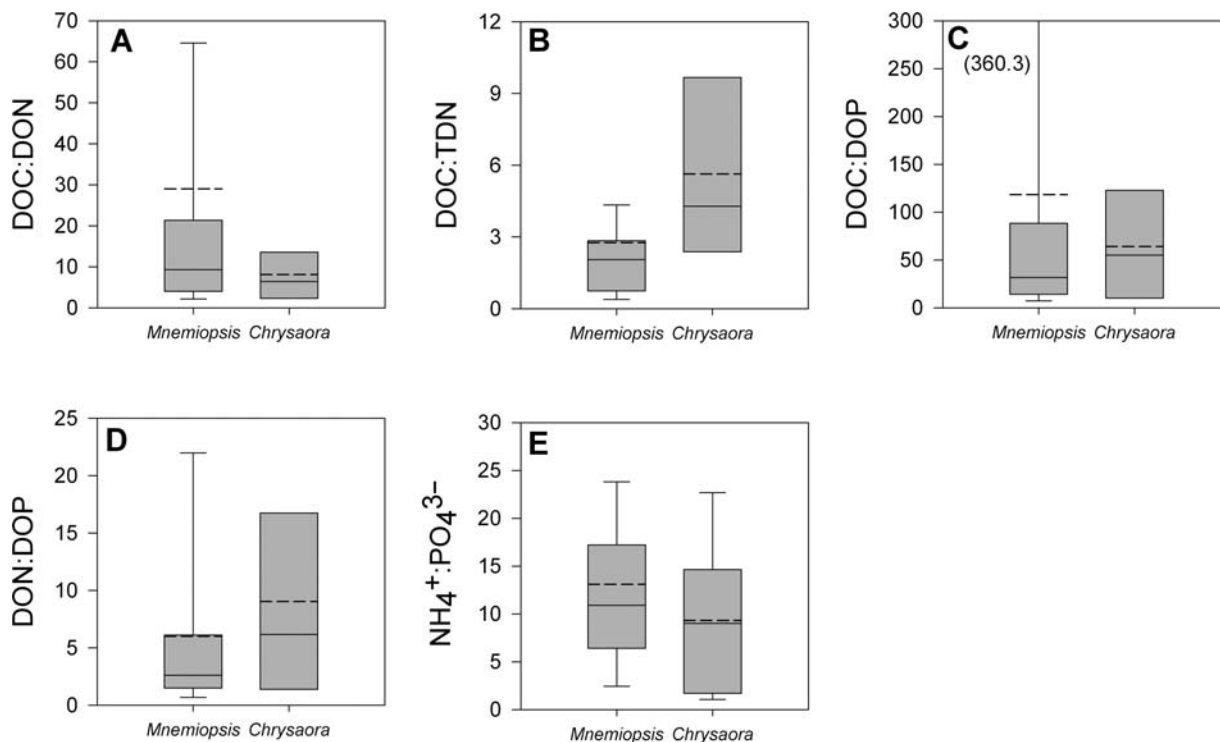 A
DOC:DON
70
60
50
40
30
20
10
0
Mnemiopsis Chrysaora
B
DOC:TDN
12
9
6
3
0
Mnemiopsis Chrysaora
C
(360.3)
DOC:DOP
300
250
200
150
100
50
0
Mnemiopsis Chrysaora
D
DON:DOP
25
20
15
10
5
0
Mnemiopsis Chrysaora
E
NH₄⁺:PO₄³⁻
30
25
20
15
10
5
0
Mnemiopsis Chrysaora